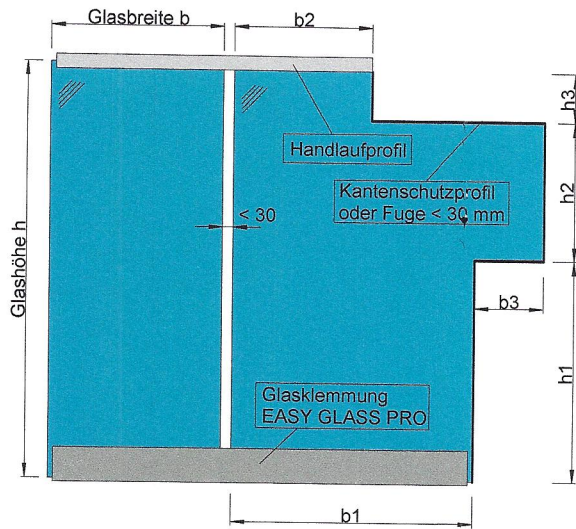 Glasbreite b
b2
h3
Handlaufprofil
Kantenschutzprofil
oder Fuge < 30 mm
< 30
h2
Glashöhe h
b3
h1
Glasklemmung
EASY GLASS PRO
b1